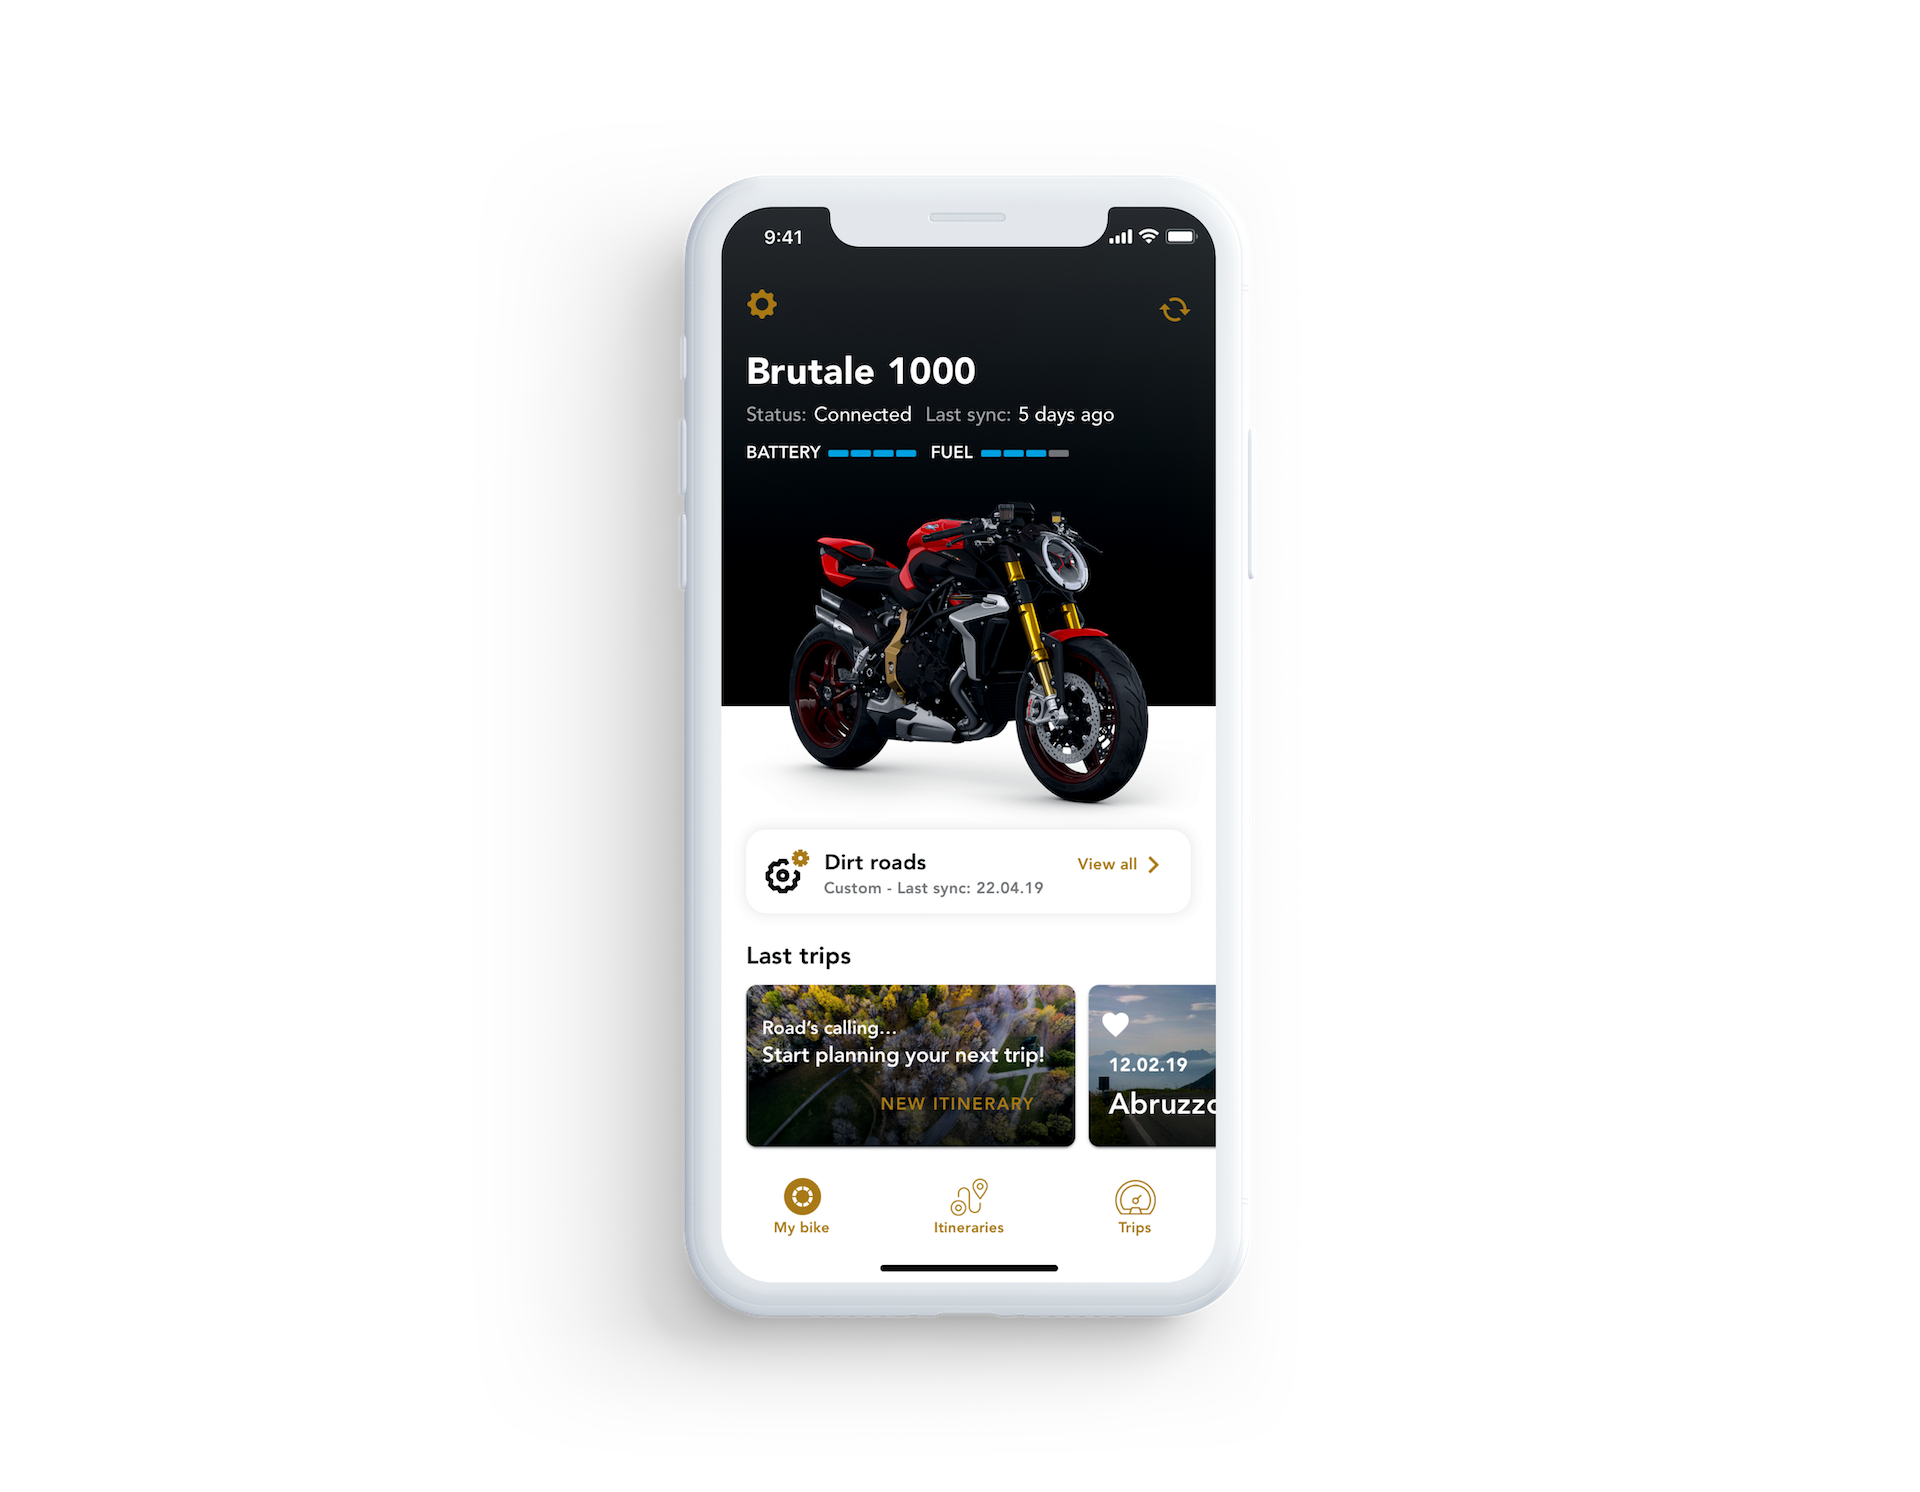 9:41
Brutale 1000
Status: Connected Last sync: 5 days ago
BATTERY FUEL
Dirt roads
View all
Custom - Last sync: 22.04.19
Last trips
Road's calling...
Start planning your next trip!
NEW ITINERARY
12.02.19
Abruzzo
My bike
Itineraries
Trips